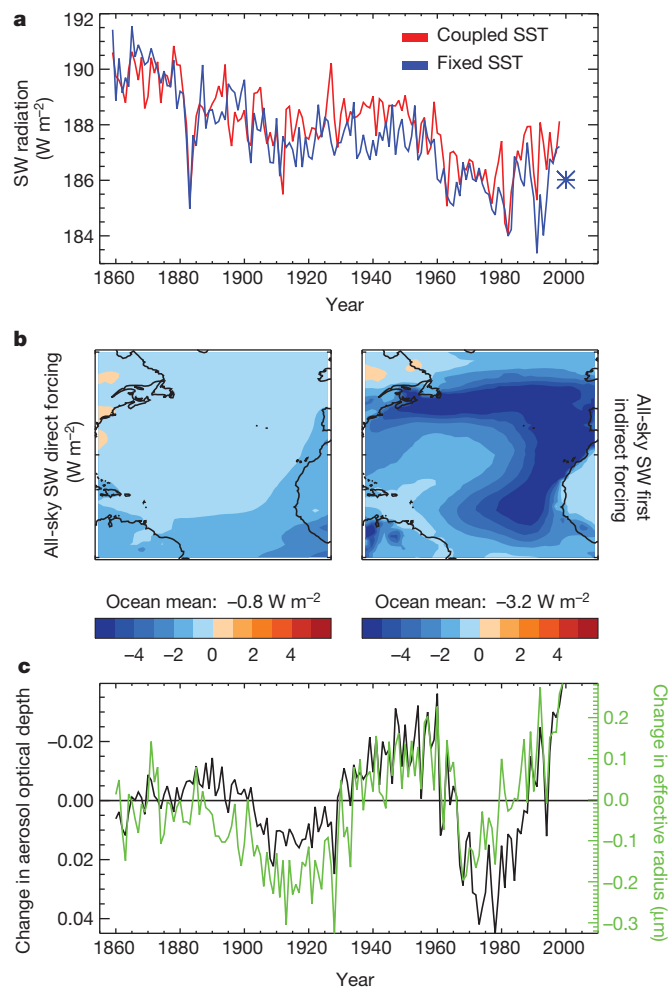 a
192
190
188
186
184
SW radiation
(W m⁻²)
Coupled SST
Fixed SST
1860 1880 1900 1920 1940 1960 1980 2000
Year
b
All-sky SW direct forcing
(W m⁻²)
All-sky SW first
indirect forcing
Ocean mean: –0.8 W m⁻²
–4 –2 0 2 4
Ocean mean: –3.2 W m⁻²
–4 –2 0 2 4
c
Change in aerosol optical depth
–0.02
0.00
0.02
0.04
0.2
0.1
0.0
–0.1
–0.2
–0.3
Change in effective radius (μm)
1860 1880 1900 1920 1940 1960 1980 2000
Year